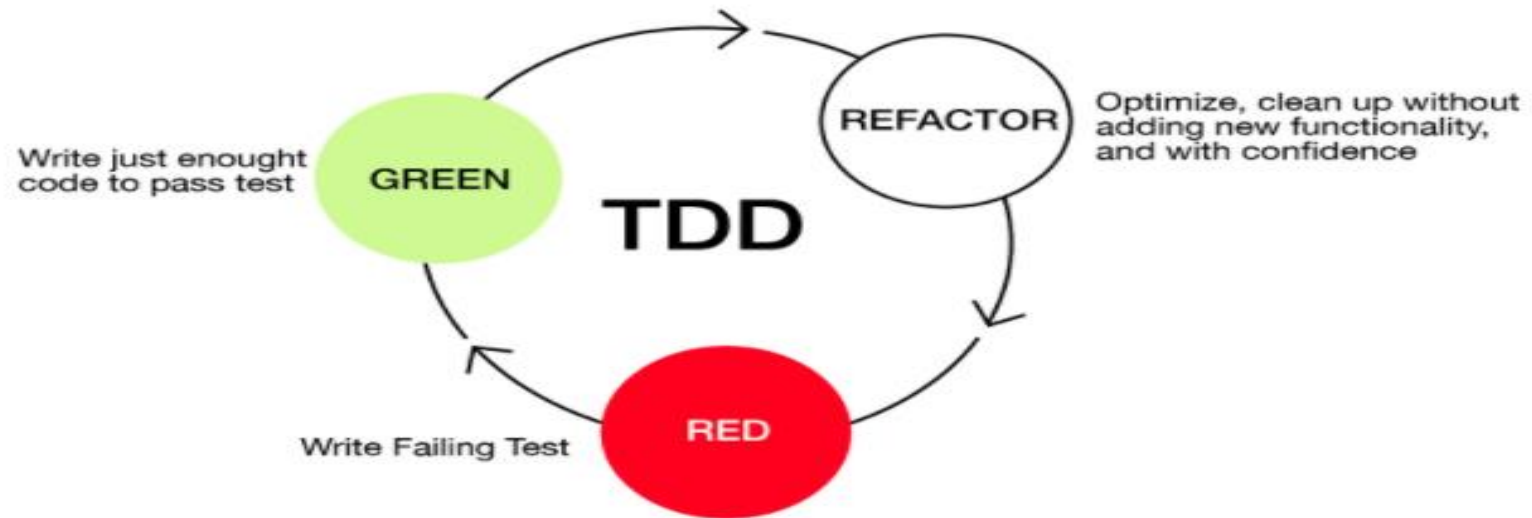 REFACTOR
Optimize, clean up without
adding new functionality,
and with confidence
Write just enought
code to pass test
GREEN
TDD
RED
Write Failing Test